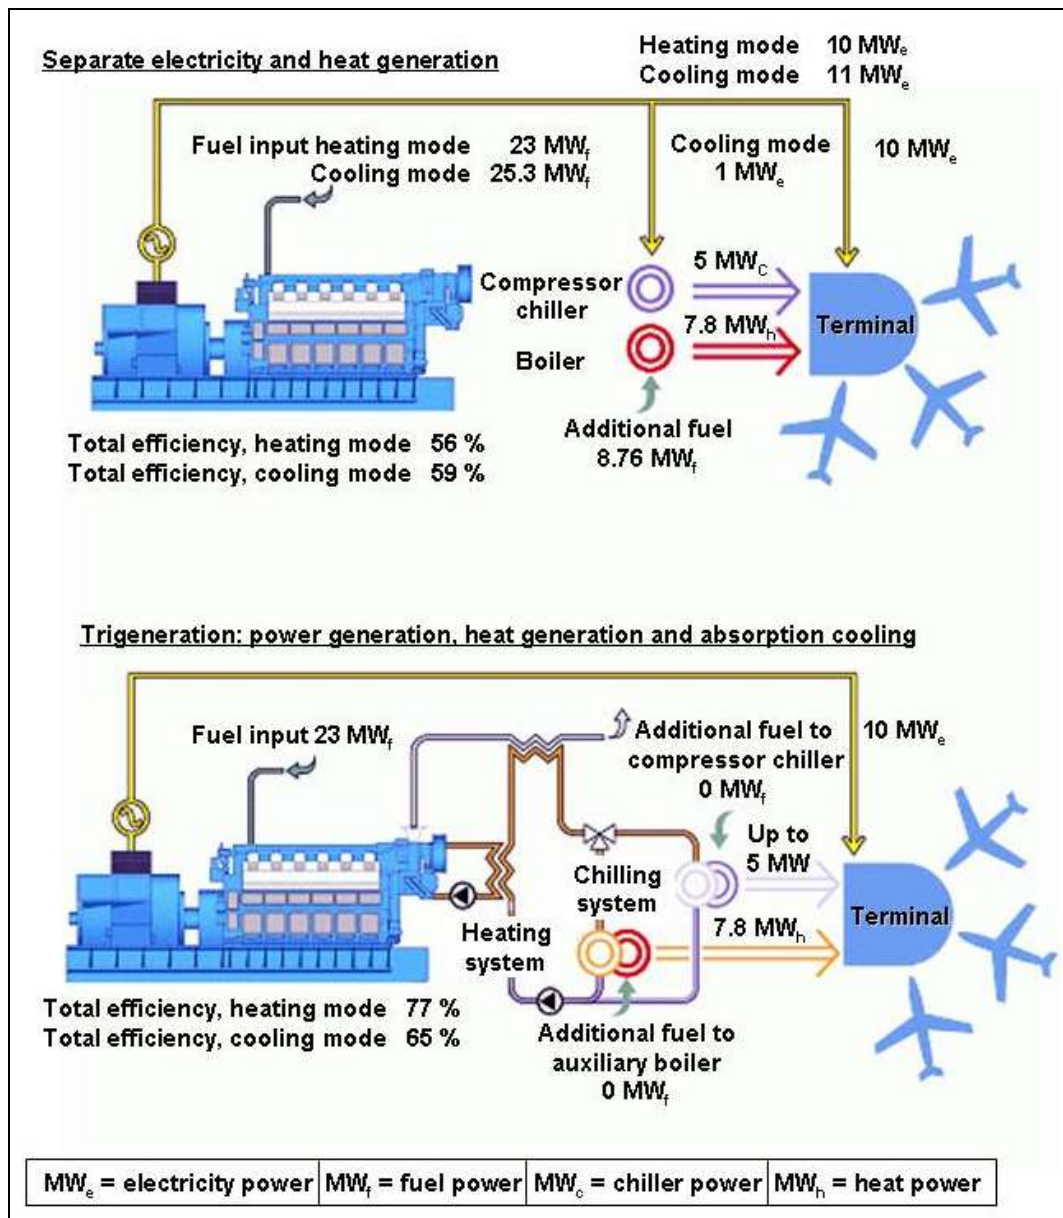 Separate electricity and heat generation
Heating mode 10 MWe
Cooling mode 11 MWe
Fuel input heating mode 23 MWf
Cooling mode 25.3 MWf
Cooling mode
1 MWe
10 MWe
Compressor
chiller
5 MWc
7.8 MWh
Boiler
Terminal
Additional fuel
8.76 MWf
Total efficiency, heating mode 56 %
Total efficiency, cooling mode 59 %
Trigeneration: power generation, heat generation and absorption cooling
Fuel input 23 MWf
Additional fuel to
compressor chiller
0 MWf
10 MWe
Up to
5 MW
Chilling
system
7.8 MWh
Terminal
Heating
system
Total efficiency, heating mode 77 %
Total efficiency, cooling mode 65 %
Additional fuel to
auxiliary boiler
0 MWf
MWe = electricity power MWf = fuel power MWc = chiller power MWh = heat power